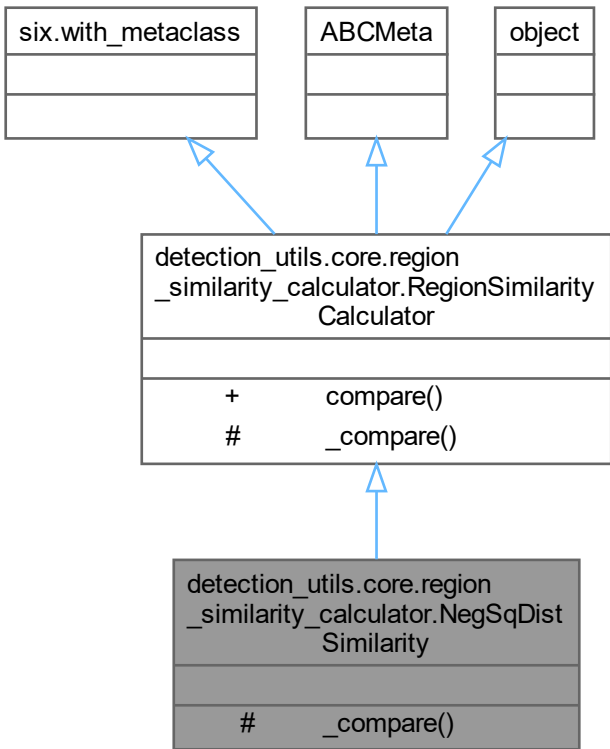 six.with_metaclass
ABCMeta
object
detection_utils.core.region
_similarity_calculator.RegionSimilarity
Calculator
+ compare()
# _compare()
detection_utils.core.region
_similarity_calculator.NegSqDist
Similarity
# _compare()